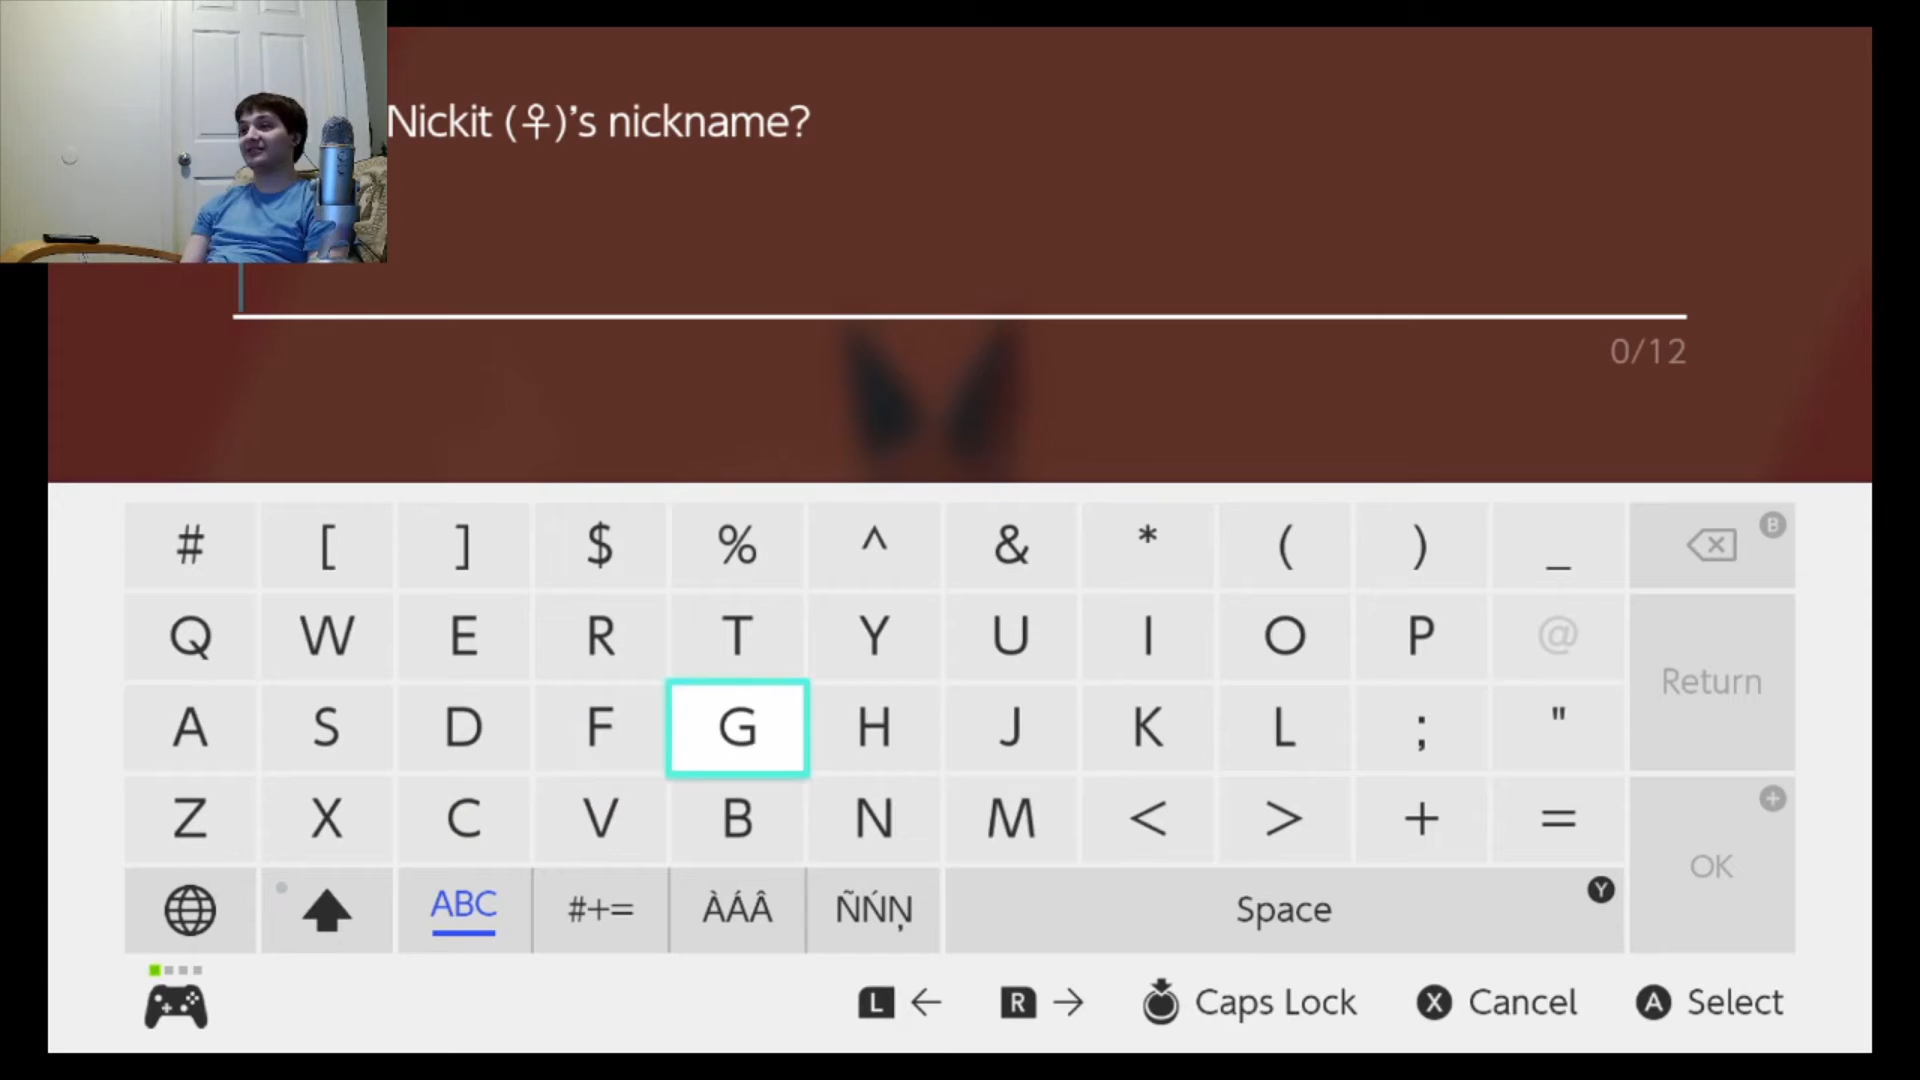 Nickit (♀)'s nickname?
0/12
# [ ] $ % ^ & * ( ) _ B
Q W E R T Y U I O P @ Return
A S D F G H J K L ; "
Z X C V B N M < > + = OK
ABC #+= ÀÁÂ ÑŃŅ Space Y
L ← R → Caps Lock X Cancel A Select